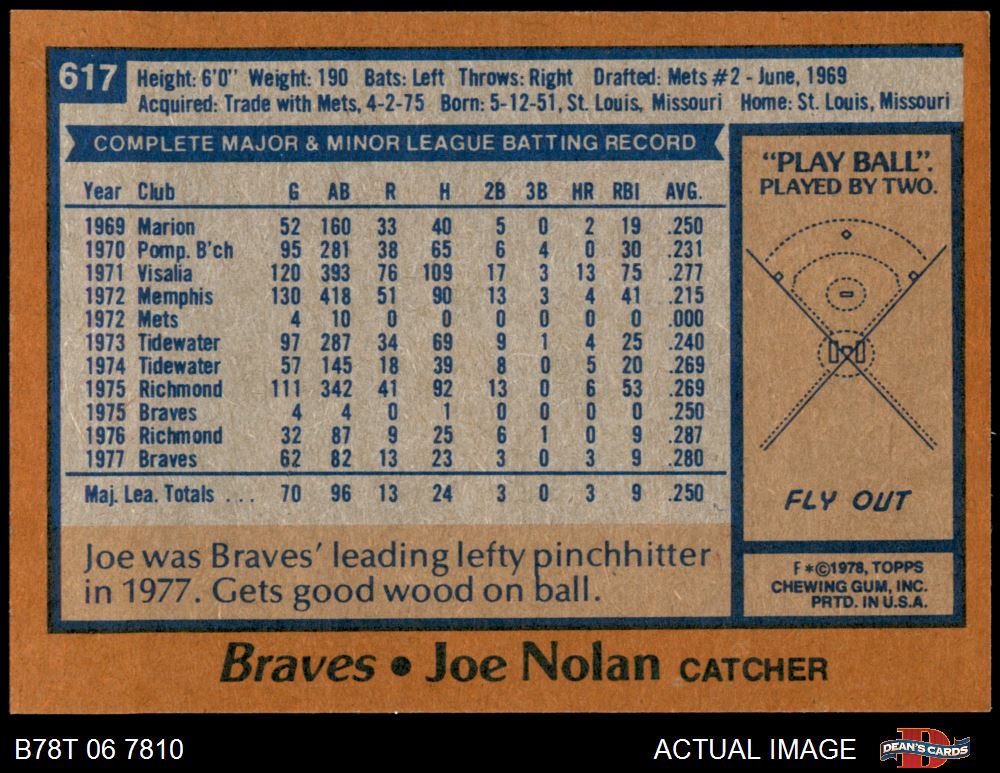 617
Height: 6'0" Weight: 190 Bats: Left Throws: Right Drafted: Mets #2 - June, 1969
Acquired: Trade with Mets, 4-2-75 Born: 5-12-51, St. Louis, Missouri Home: St. Louis, Missouri
COMPLETE MAJOR & MINOR LEAGUE BATTING RECORD
Year Club G AB R H 2B 3B HR RBI AVG.
1969 Marion 52 160 33 40 5 0 2 19 .250
1970 Pomp. B'ch 95 281 38 65 6 4 0 30 .231
1971 Visalia 120 393 76 109 17 3 13 75 .277
1972 Memphis 130 418 51 90 13 3 4 41 .215
1972 Mets 4 10 0 0 0 0 0 0 .000
1973 Tidewater 97 287 34 69 9 1 4 25 .240
1974 Tidewater 57 145 18 39 8 0 5 20 .269
1975 Richmond 111 342 41 92 13 0 6 53 .269
1975 Braves 4 4 0 1 0 0 0 0 .250
1976 Richmond 32 87 9 25 6 1 0 9 .287
1977 Braves 62 82 13 23 3 0 3 9 .280
Maj. Lea. Totals . . . 70 96 13 24 3 0 3 9 .250
Joe was Braves' leading lefty pinchhitter
in 1977. Gets good wood on ball.
"PLAY BALL".
PLAYED BY TWO.
FLY OUT
F *©1978, TOPPS
CHEWING GUM, INC.
PRTD. IN U.S.A.
Braves • Joe Nolan CATCHER
B78T 06 7810
ACTUAL IMAGE
DEAN'S CARDS